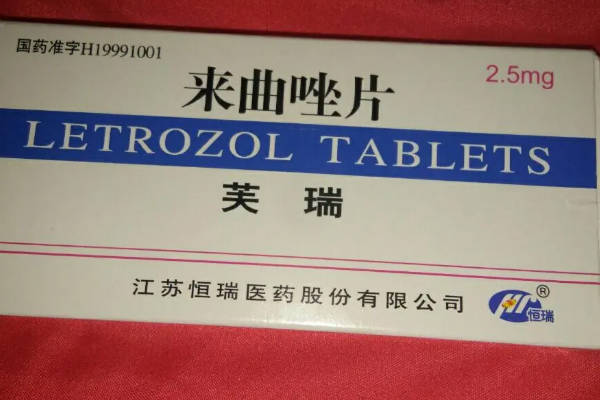 国药准字H19991001
来曲唑片
2.5mg
LETROZOL TABLETS
芙瑞
江苏恒瑞医药股份有限公司
®
恒瑞